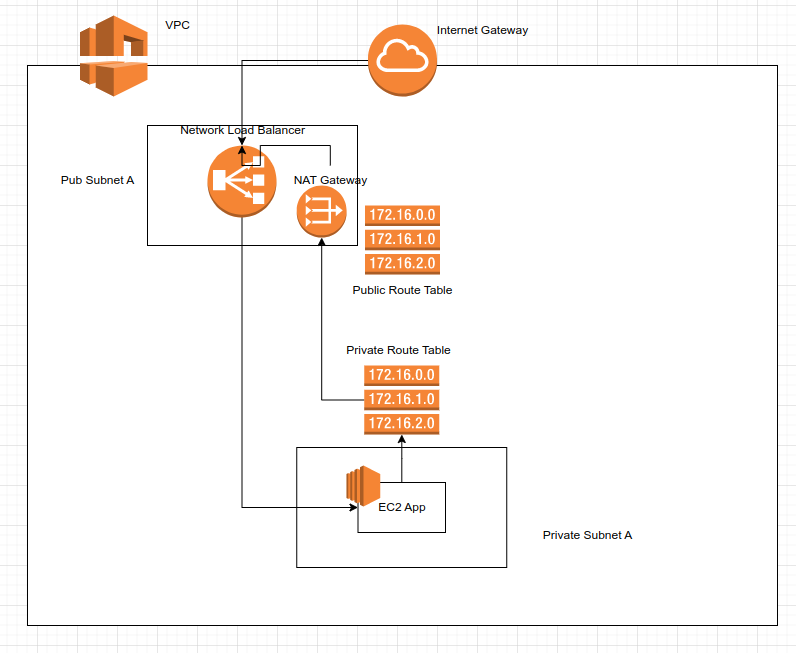 VPC
Internet Gateway
Network Load Balancer
Pub Subnet A
NAT Gateway
172.16.0.0
172.16.1.0
172.16.2.0
Public Route Table
Private Route Table
172.16.0.0
172.16.1.0
172.16.2.0
EC2 App
Private Subnet A